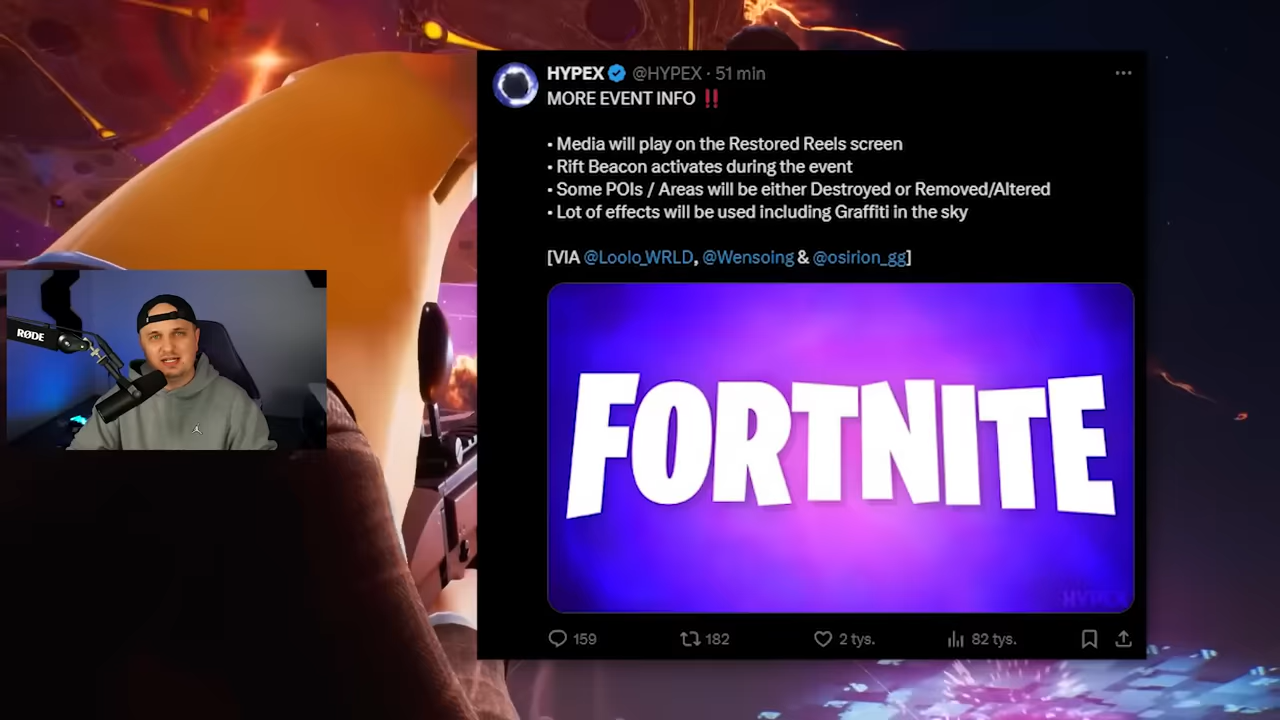 HYPEX @HYPEX · 51 min
MORE EVENT INFO ‼️
• Media will play on the Restored Reels screen
• Rift Beacon activates during the event
• Some POIs / Areas will be either Destroyed or Removed/Altered
• Lot of effects will be used including Graffiti in the sky
[VIA @Loolo_WRLD, @Wensoing & @osirion_gg]
RØDE
FORTNITE
HYPEX
159 182 2 tys. 82 tys.